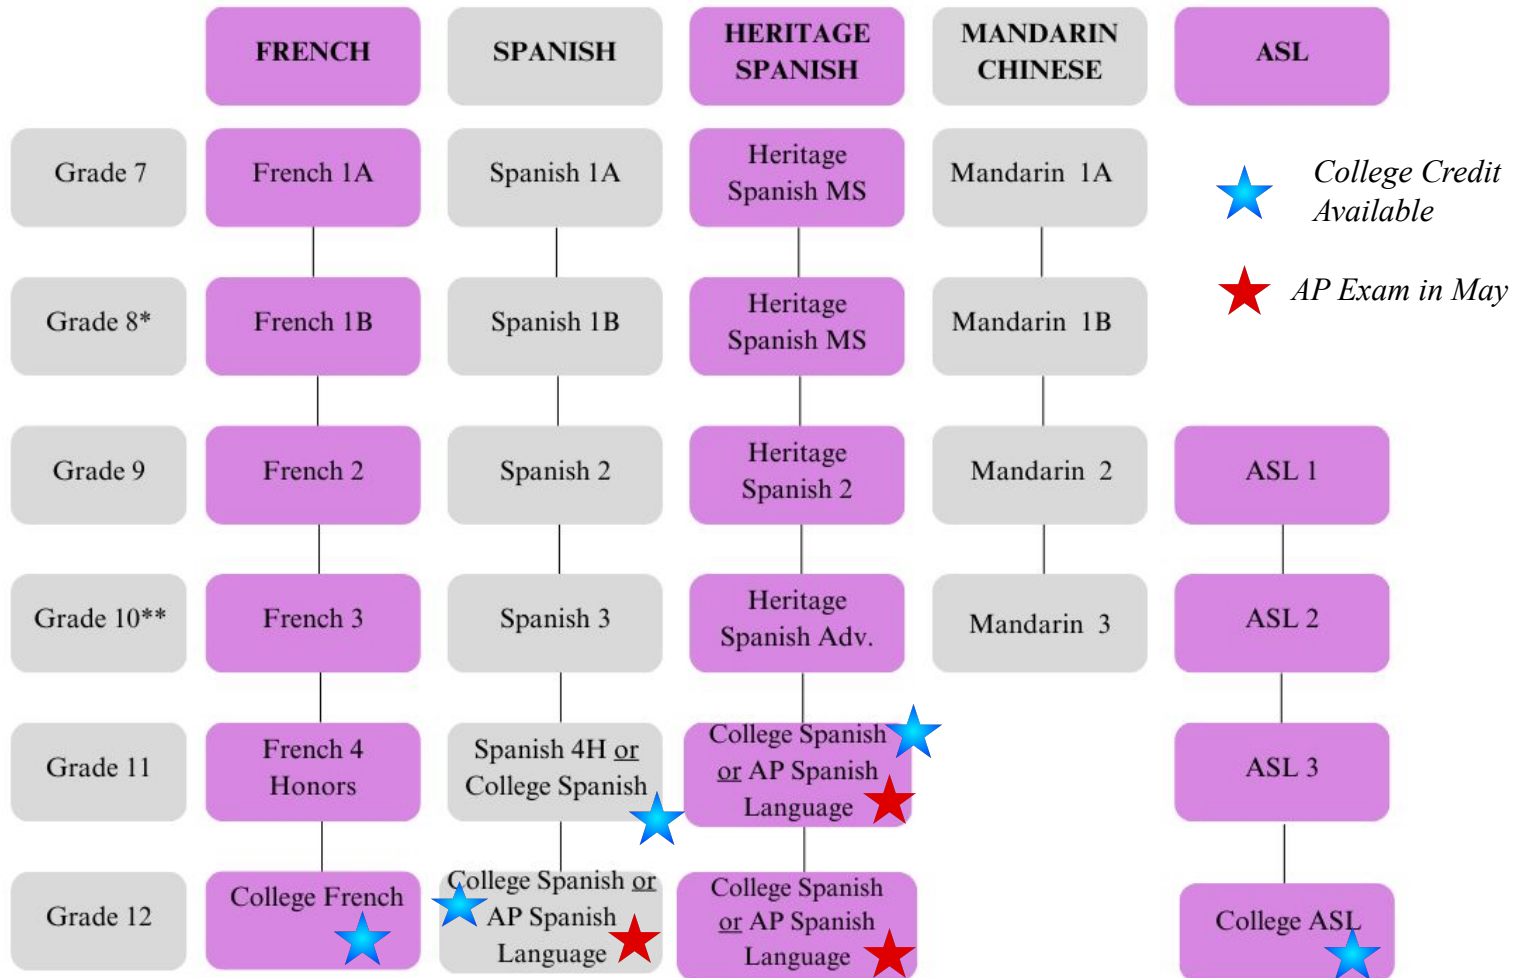 FRENCH
SPANISH
HERITAGE
SPANISH
MANDARIN
CHINESE
ASL
Grade 7
French 1A
Spanish 1A
Heritage
Spanish MS
Mandarin 1A
College Credit
Available
AP Exam in May
Grade 8*
French 1B
Spanish 1B
Heritage
Spanish MS
Mandarin 1B
Grade 9
French 2
Spanish 2
Heritage
Spanish 2
Mandarin 2
ASL 1
Grade 10**
French 3
Spanish 3
Heritage
Spanish Adv.
Mandarin 3
ASL 2
Grade 11
French 4
Honors
Spanish 4H or
College Spanish
College Spanish
or AP Spanish
Language
ASL 3
Grade 12
College French
College Spanish or
AP Spanish
Language
College Spanish
or AP Spanish
Language
College ASL